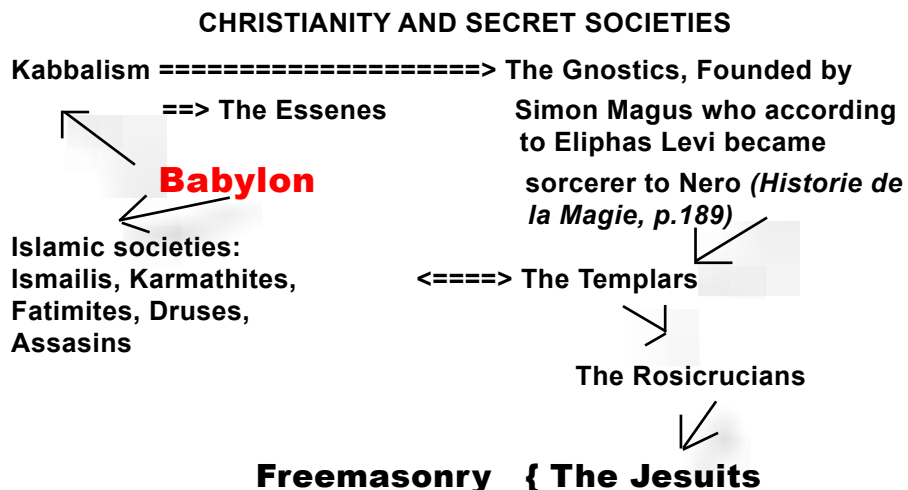 CHRISTIANITY AND SECRET SOCIETIES
Kabbalism ====================> The Gnostics, Founded by
==> The Essenes
Simon Magus who according
to Eliphas Levi became
Babylon
sorcerer to Nero (Historie de
la Magie, p.189)
Islamic societies:
Ismailis, Karmathites,
Fatimites, Druses,
Assasins
<====> The Templars
The Rosicrucians
Freemasonry { The Jesuits